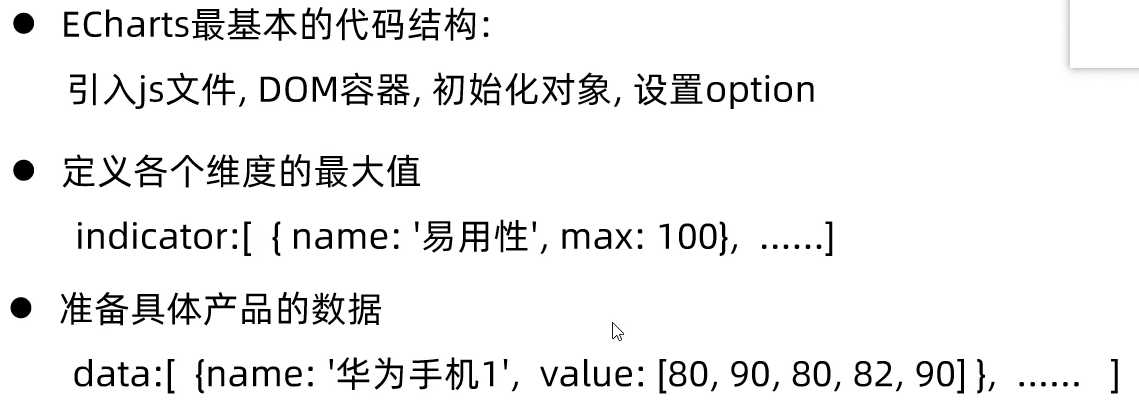 ● ECharts最基本的代码结构:
引入js文件, DOM容器, 初始化对象, 设置option
● 定义各个维度的最大值
indicator:[ { name: '易用性', max: 100}, ......]
● 准备具体产品的数据
data:[ {name: '华为手机1', value: [80, 90, 80, 82, 90] }, ...... ]